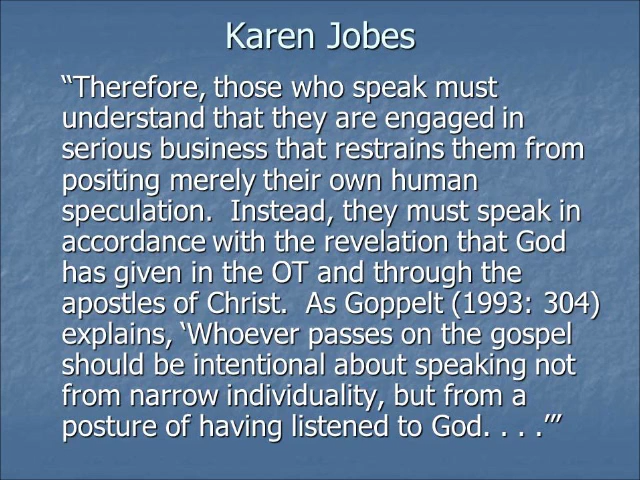 Karen Jobes
“Therefore, those who speak must
understand that they are engaged in
serious business that restrains them from
positing merely their own human
speculation.  Instead, they must speak in
accordance with the revelation that God
has given in the OT and through the
apostles of Christ.  As Goppelt (1993: 304)
explains, ‘Whoever passes on the gospel
should be intentional about speaking not
from narrow individuality, but from a
posture of having listened to God. . . .’”